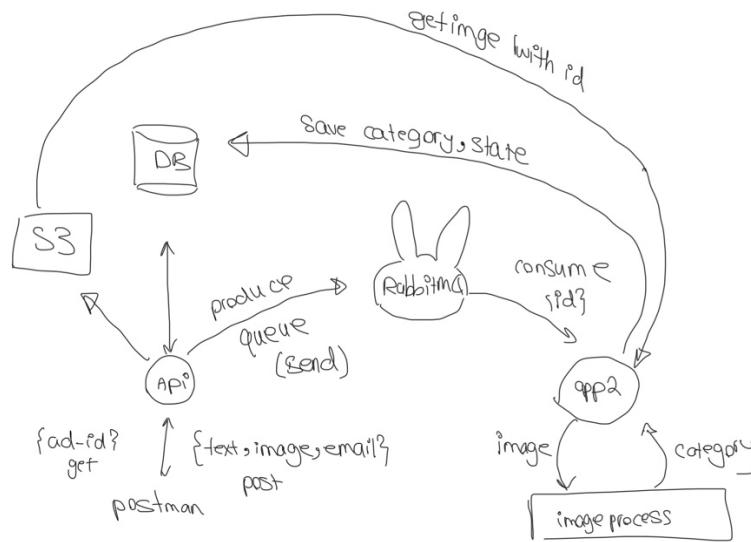 getimge (with id
Save category, state
DB
S3
RabbitMQ
consume
{id}
produce
queue
(send)
Api
app2
{ad-id}
get
{text, image, email}
post
postman
image
category
image process